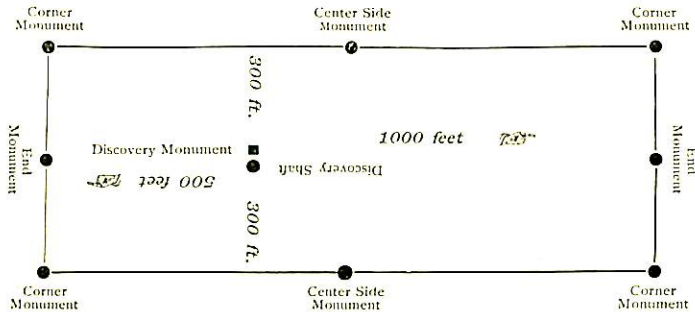 Corner
Monument
Center Side
Monument
Corner
Monument
300 ft.
1000 feet
End
Monument
Discovery Monument
Discovery Shaft
End
Monument
500 feet
300 ft.
Corner
Monument
Center Side
Monument
Corner
Monument